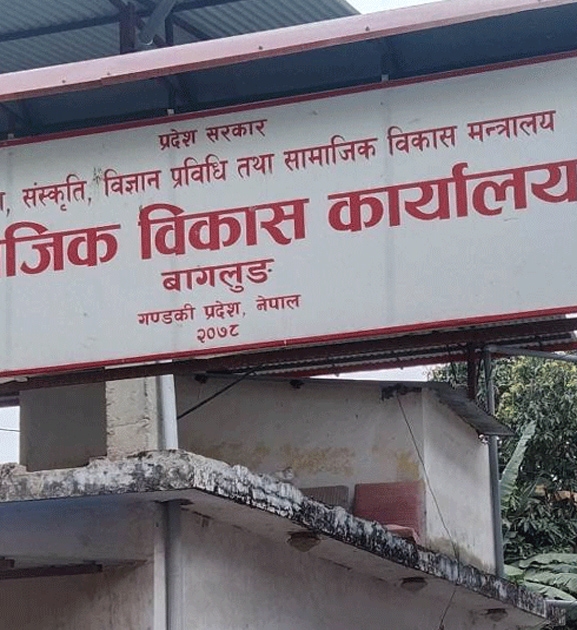 प्रदेश सरकार
संस्कृति, विज्ञान प्रविधि तथा सामाजिक विकास मन्त्रालय
जिक विकास कार्यालय
बागलुङ
गण्डकी प्रदेश, नेपाल
२०७८